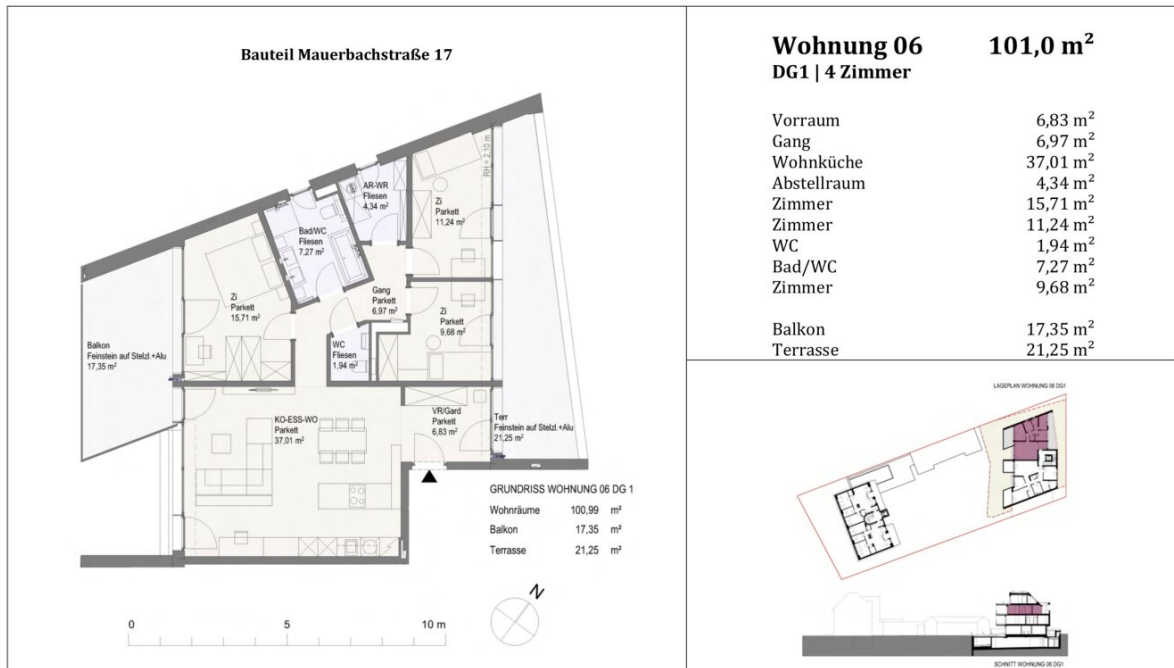 Bauteil Mauerbachstraße 17
RH = 2,10 m
AR-WR
Fliesen
4,34 m²
Zi
Parkett
11,24 m²
Bad/WC
Fliesen
7,27 m²
Gang
Parkett
6,97 m²
Zi
Parkett
15,71 m²
Zi
Parkett
9,68 m²
WC
Fliesen
1,94 m²
Balkon
Feinstein auf Stelzl.+Alu
17,35 m²
KO-ESS-WO
Parkett
37,01 m²
VR/Gard
Parkett
6,83 m²
Terr
Feinstein auf Stelzl.+Alu
21,25 m²
GRUNDRISS WOHNUNG 06 DG 1
Wohnräume 100,99 m²
Balkon 17,35 m²
Terrasse 21,25 m²
N
0 5 10 m
Wohnung 06 101,0 m²
DG1 | 4 Zimmer
Vorraum 6,83 m²
Gang 6,97 m²
Wohnküche 37,01 m²
Abstellraum 4,34 m²
Zimmer 15,71 m²
Zimmer 11,24 m²
WC 1,94 m²
Bad/WC 7,27 m²
Zimmer 9,68 m²
Balkon 17,35 m²
Terrasse 21,25 m²
LAGEPLAN WOHNUNG 06 DG1
SCHNITT WOHNUNG 06 DG1